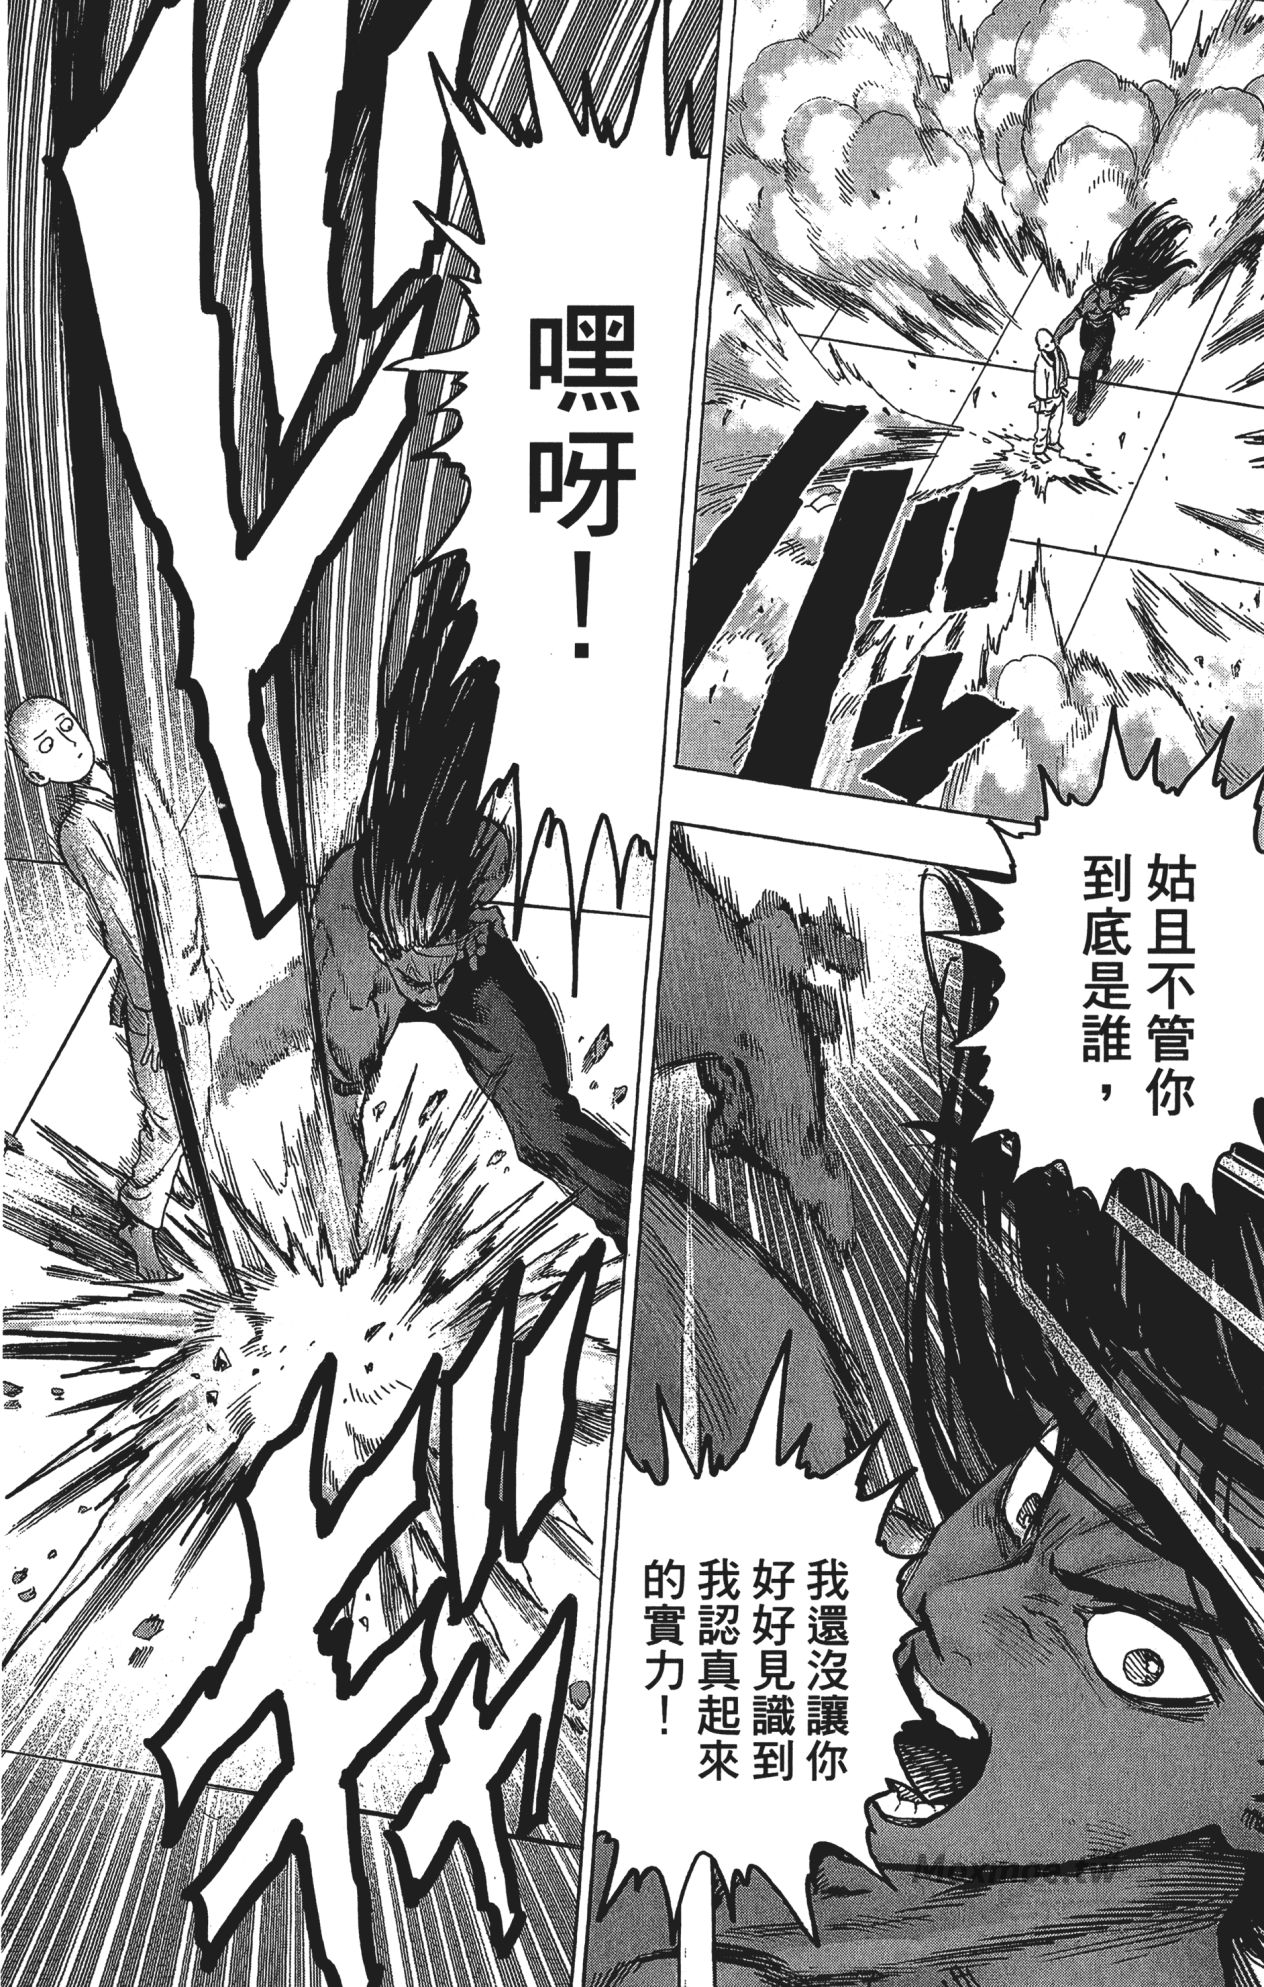 姑且不管你
到底是誰，
我還沒讓你
好好見識到
我認真起來
的實力！
嘿呀！